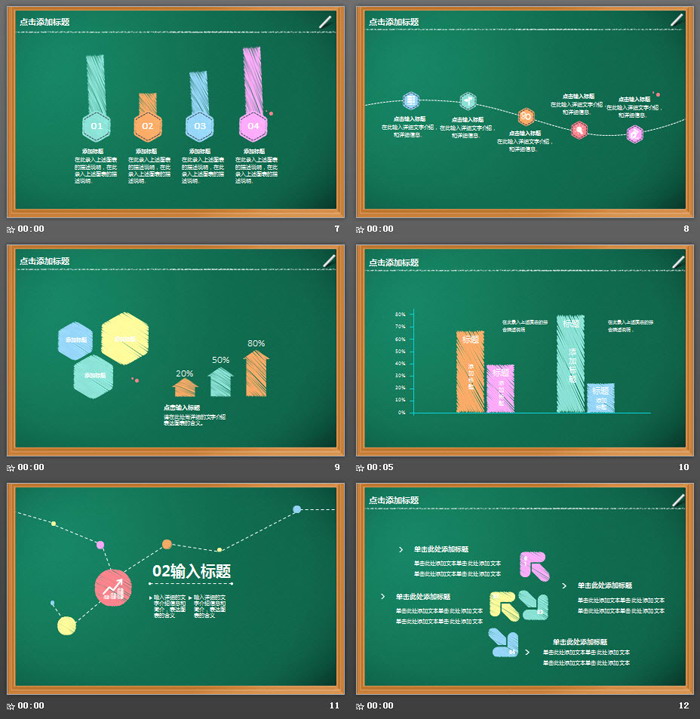 点击添加标题
01
02
03
04
添加标题
添加标题
添加标题
添加标题
在此录入上述图表
的描述说明，在此
录入上述图表的描
述说明。
在此录入上述图表
的描述说明，在此
录入上述图表的描
述说明。
在此录入上述图表
的描述说明，在此
录入上述图表的描
述说明。
在此录入上述图表
的描述说明，在此
录入上述图表的描
述说明。
00:00
7
点击添加标题
点击输入标题
在此输入详细文字介绍，
和详细信息.
点击输入标题
在此输入详细文字介绍，
和详细信息.
点击输入标题
在此输入详细文字介绍，
和详细信息.
点击输入标题
在此输入详细文字介绍，
和详细信息.
点击输入标题
在此输入详细文字介绍，
和详细信息.
00:00
8
点击添加标题
添加标题
添加标题
20%
50%
80%
点击输入标题
请在此处写详细的文字介绍
表达图表的含义。
00:00
9
点击添加标题
80%
70%
60%
50%
40%
30%
20%
10%
0%
标题
添加标题
标题
添加标题
标题
添加标题
标题
添加
标题
在此录入上述图表的综
合描述说明，
在此录入上述图表的综
合描述说明，
00:05
10
02输入标题
输入详细的文
字介绍信息和
简介，表达图
表的含义
输入详细的文
字介绍信息和
简介，表达图
表的含义
00:00
11
点击添加标题
单击此处添加标题
单击此处添加文本单击此处添加文本
单击此处添加文本单击此处添加文本
单击此处添加标题
单击此处添加文本单击此处添加文本
单击此处添加文本单击此处添加文本
单击此处添加标题
单击此处添加文本单击此处添加文本
单击此处添加文本单击此处添加文本
单击此处添加标题
单击此处添加文本单击此处添加文本
单击此处添加文本单击此处添加文本
00:00
12